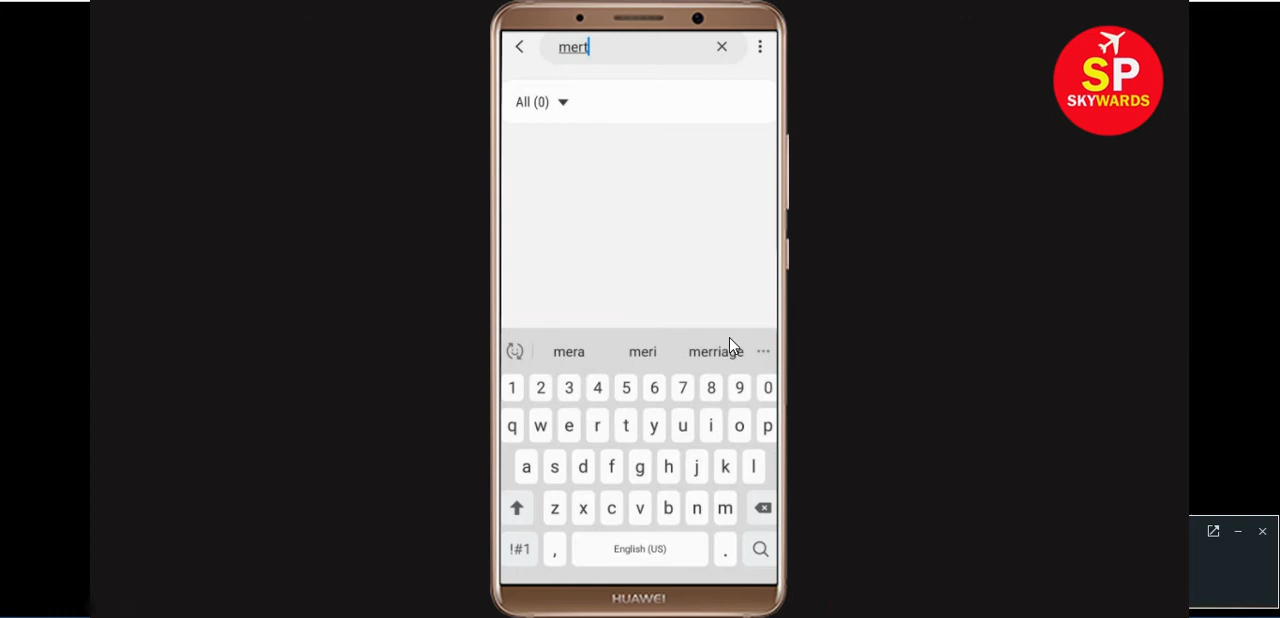 mert
SP
SKYWARDS
All (0)
mera meri merriage
1 2 3 4 5 6 7 8 9 0
q w e r t y u i o p
a s d f g h j k l
z x c v b n m
!#1 , English (US) .
HUAWEI